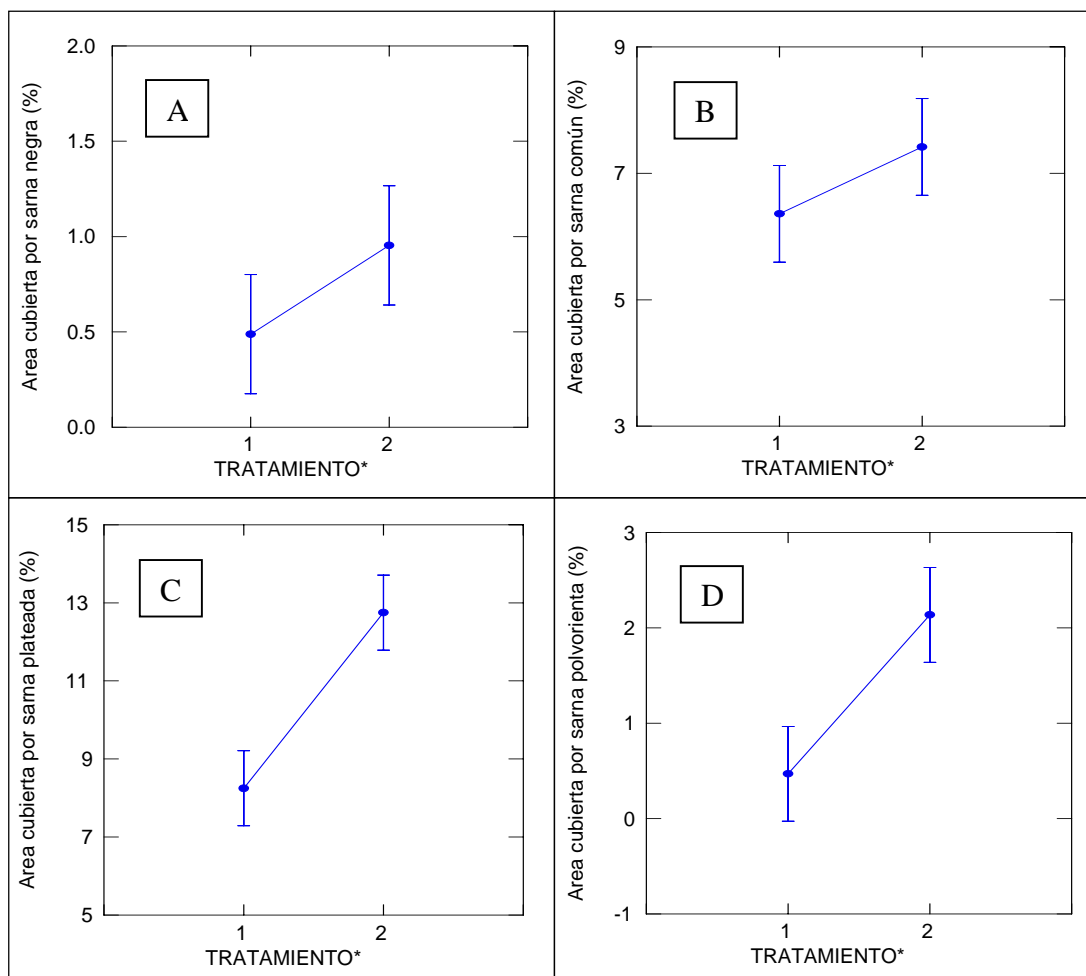 Area cubierta por sarna negra (%)
2.0
1.5
1.0
0.5
0.0
A
1 2
TRATAMIENTO*
Area cubierta por sarna común (%)
9
7
5
3
B
1 2
TRATAMIENTO*
Area cubierta por sarna plateada (%)
15
13
11
9
7
5
C
1 2
TRATAMIENTO*
Area cubierta por sarna polvorienta (%)
3
2
1
0
-1
D
1 2
TRATAMIENTO*